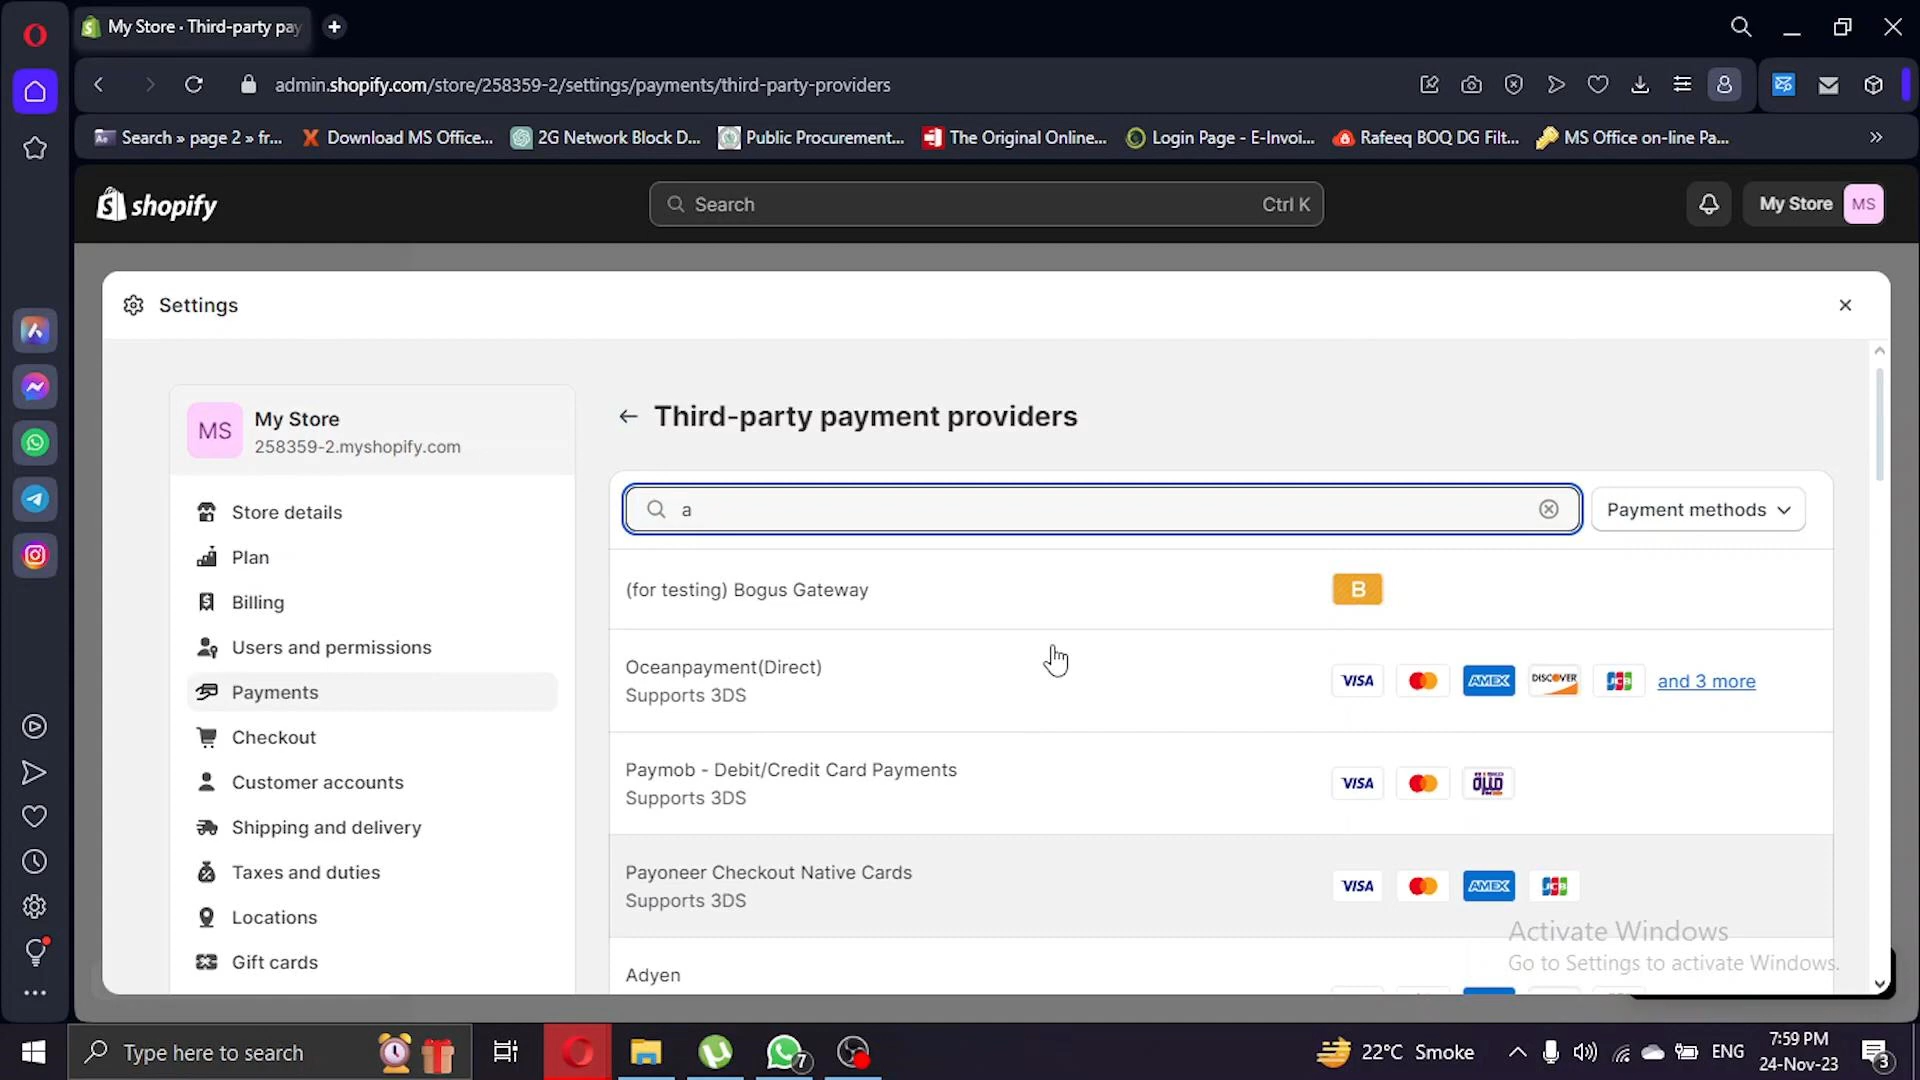 My Store · Third-party pay
admin.shopify.com/store/258359-2/settings/payments/third-party-providers
Search » page 2 » fr...
Download MS Office...
2G Network Block D...
Public Procurement...
The Original Online...
Login Page - E-Invoi...
Rafeeq BOQ DG Filt...
MS Office on-line Pa...
shopify
Search
Ctrl K
My Store
MS
Settings
MS
My Store
258359-2.myshopify.com
Store details
Plan
Billing
Users and permissions
Payments
Checkout
Customer accounts
Shipping and delivery
Taxes and duties
Locations
Gift cards
Third-party payment providers
a
Payment methods
(for testing) Bogus Gateway
B
Oceanpayment(Direct)
Supports 3DS
VISA
AMEX
DISCOVER
JCB
and 3 more
Paymob - Debit/Credit Card Payments
Supports 3DS
VISA
Payoneer Checkout Native Cards
Supports 3DS
VISA
AMEX
JCB
Adyen
Activate Windows
Go to Settings to activate Windows.
Type here to search
7
22°C Smoke
ENG
7:59 PM
24-Nov-23
3